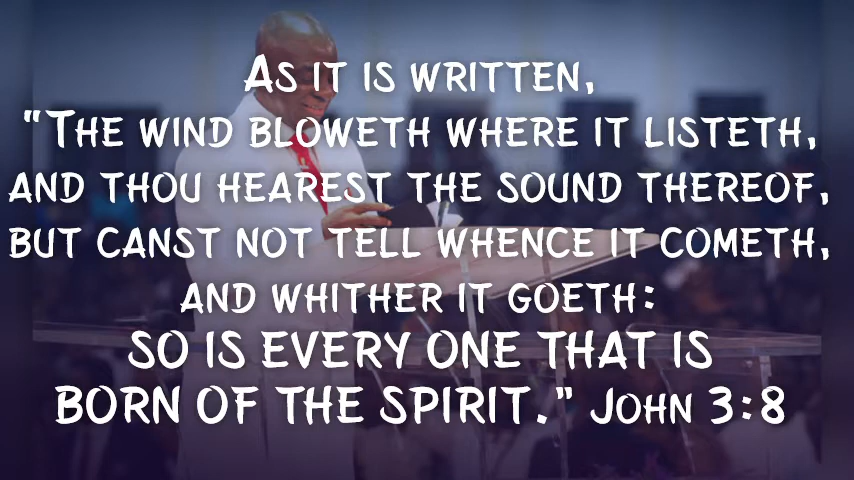 As it is written,
“The wind bloweth where it listeth,
and thou hearest the sound thereof,
but canst not tell whence it cometh,
and whither it goeth:
SO IS EVERY ONE THAT IS
BORN OF THE SPIRIT.” John 3:8